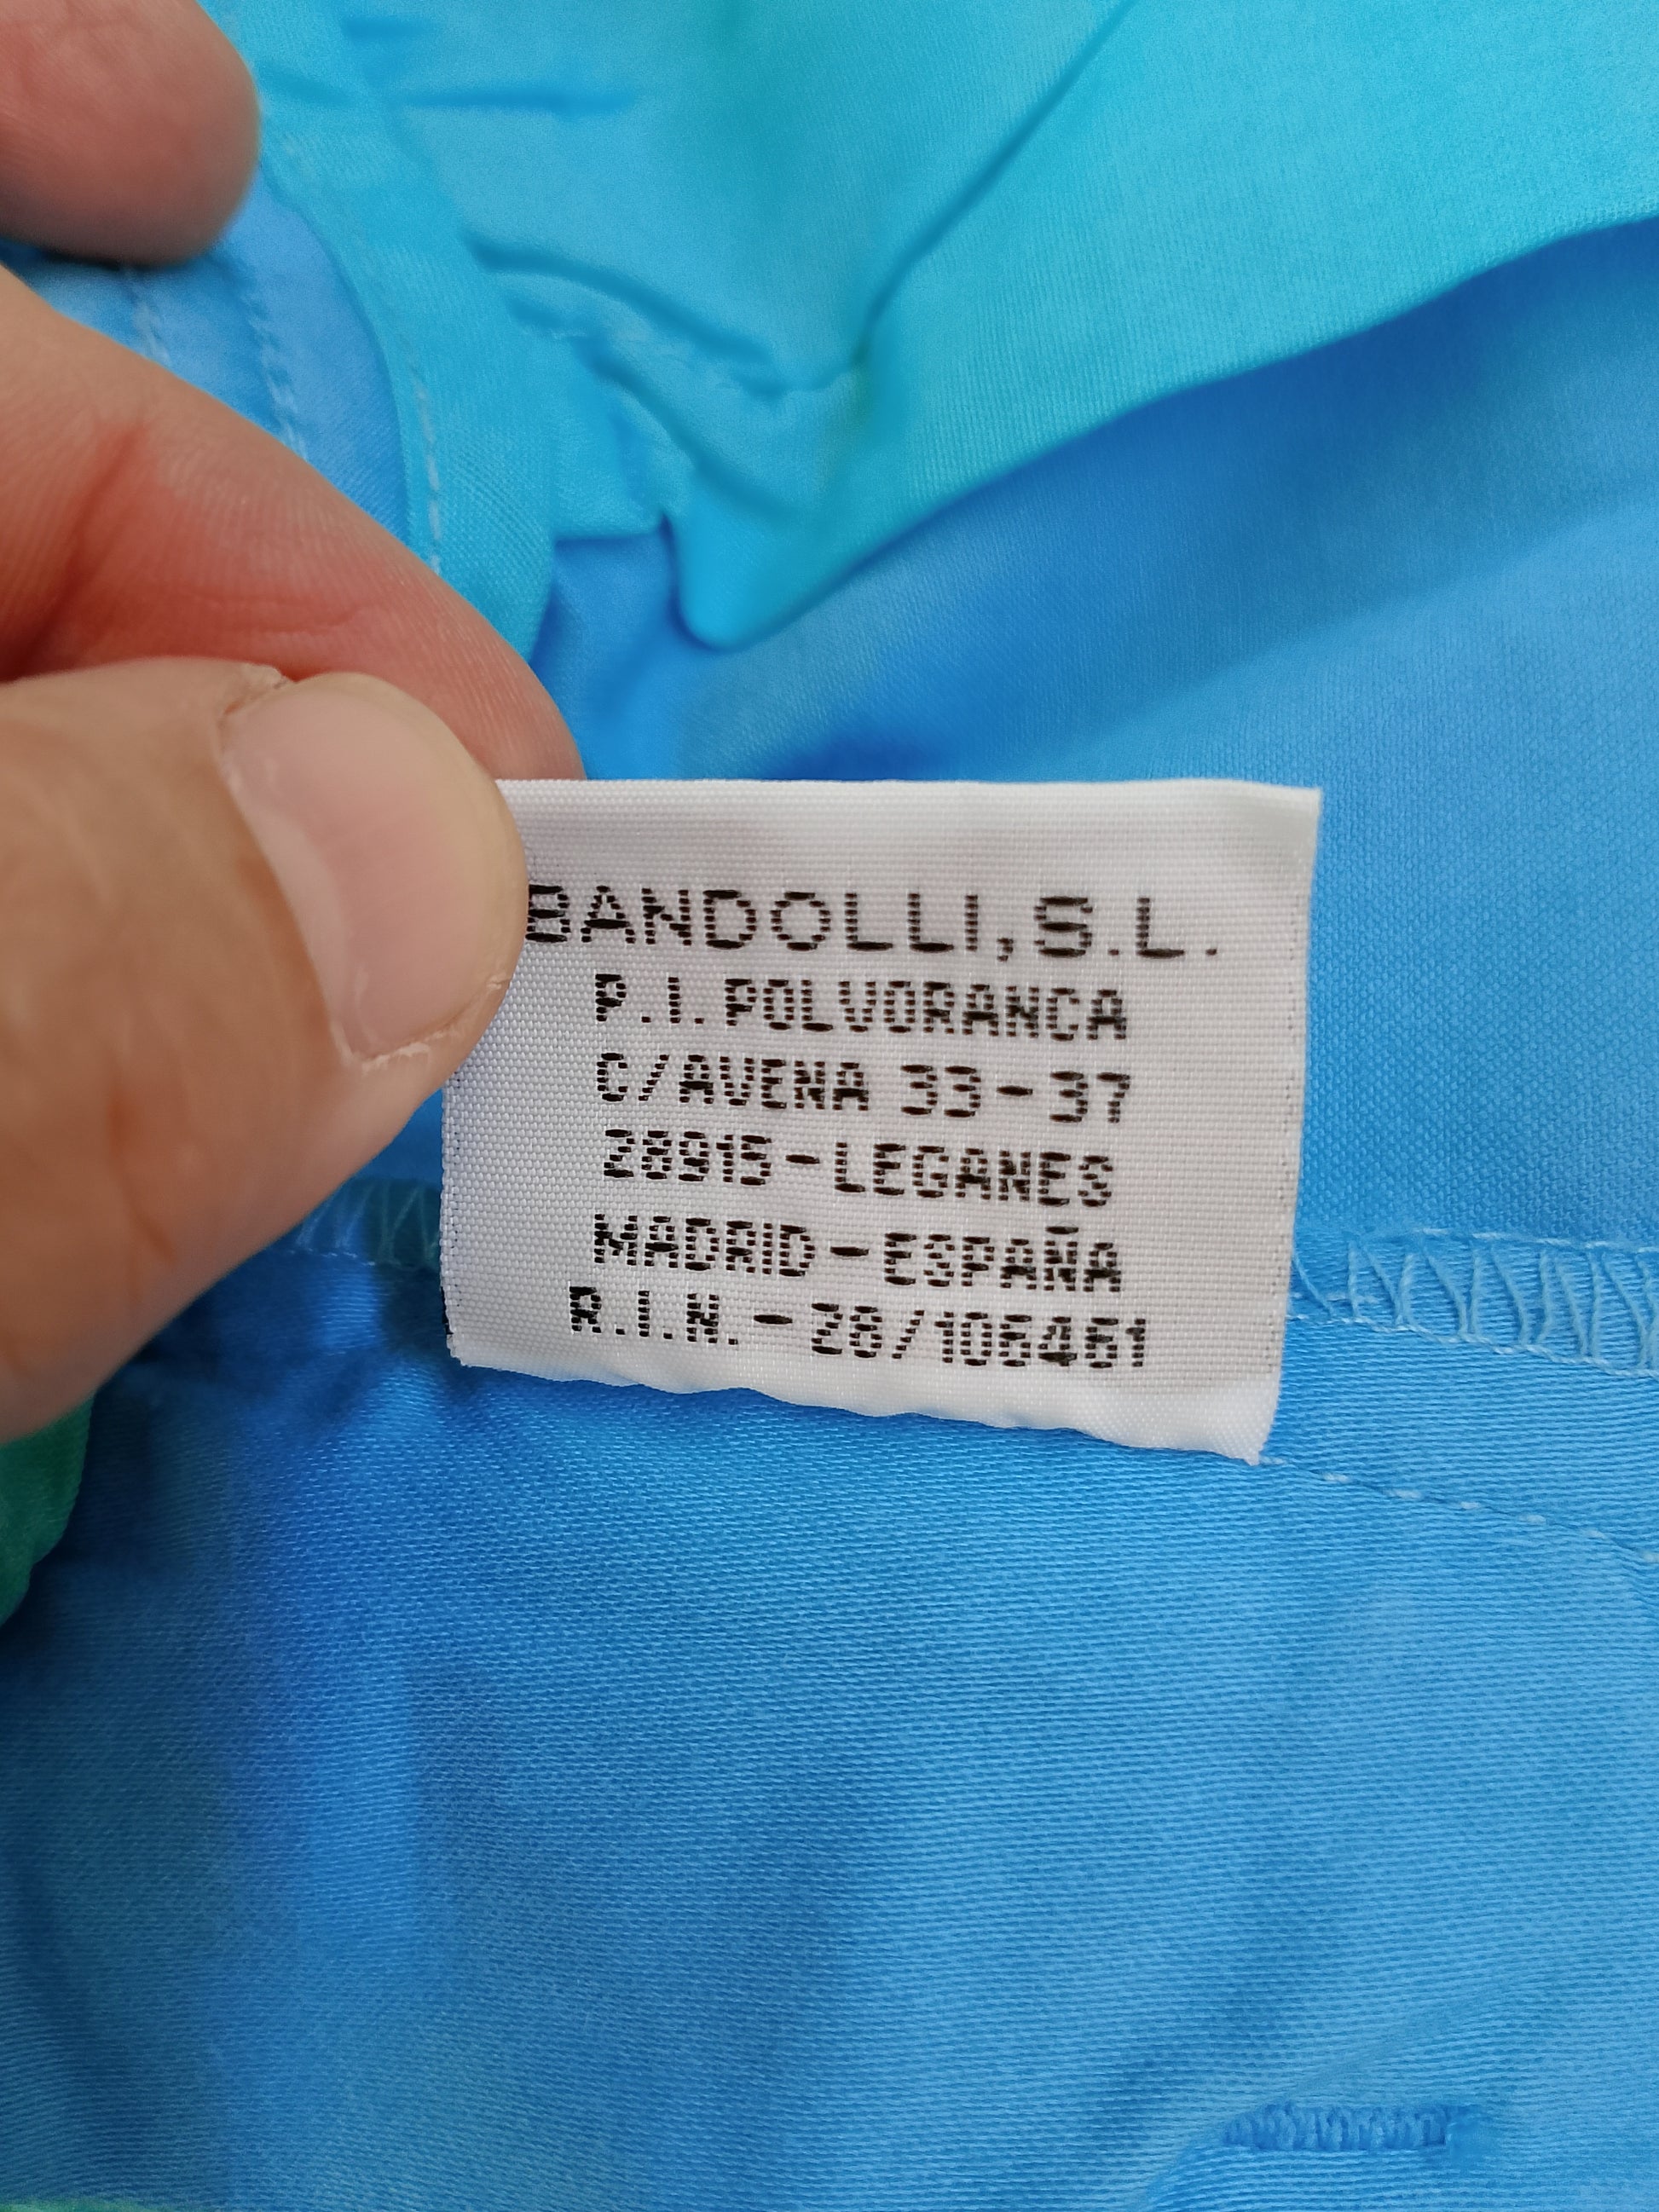 BANDOLLI, S.L.
P.I. POLVORANCA
C/AVENA 33-37
28915-LEGANES
MADRID-ESPAÑA
R.I.N.-28/106461